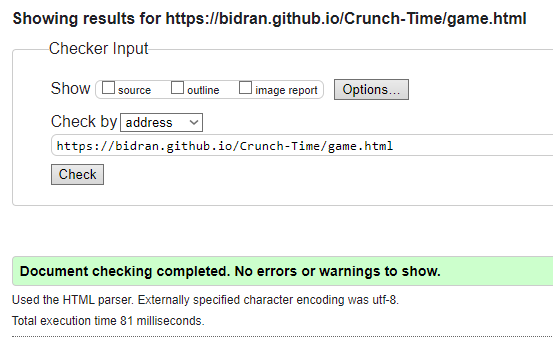 Showing results for https://bidran.github.io/Crunch-Time/game.html
Checker Input
Show source outline image report Options...
Check by address
https://bidran.github.io/Crunch-Time/game.html
Check
Document checking completed. No errors or warnings to show.
Used the HTML parser. Externally specified character encoding was utf-8.
Total execution time 81 milliseconds.